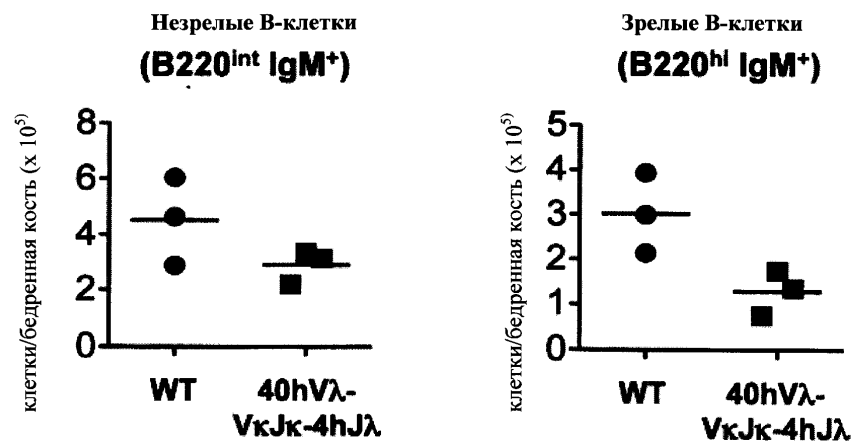 Незрелые В-клетки
(B220int IgM+)
клетки/бедренная кость (x 10⁵⁾
8
6
4
2
0
WT
40hVλ-
VκJκ-4hJλ
Зрелые В-клетки
(B220hi IgM+)
клетки/бедренная кость (x 10⁵⁾
5
4
3
2
1
0
WT
40hVλ-
VκJκ-4hJλ